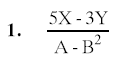 1. 5X - 3Y
A - B²